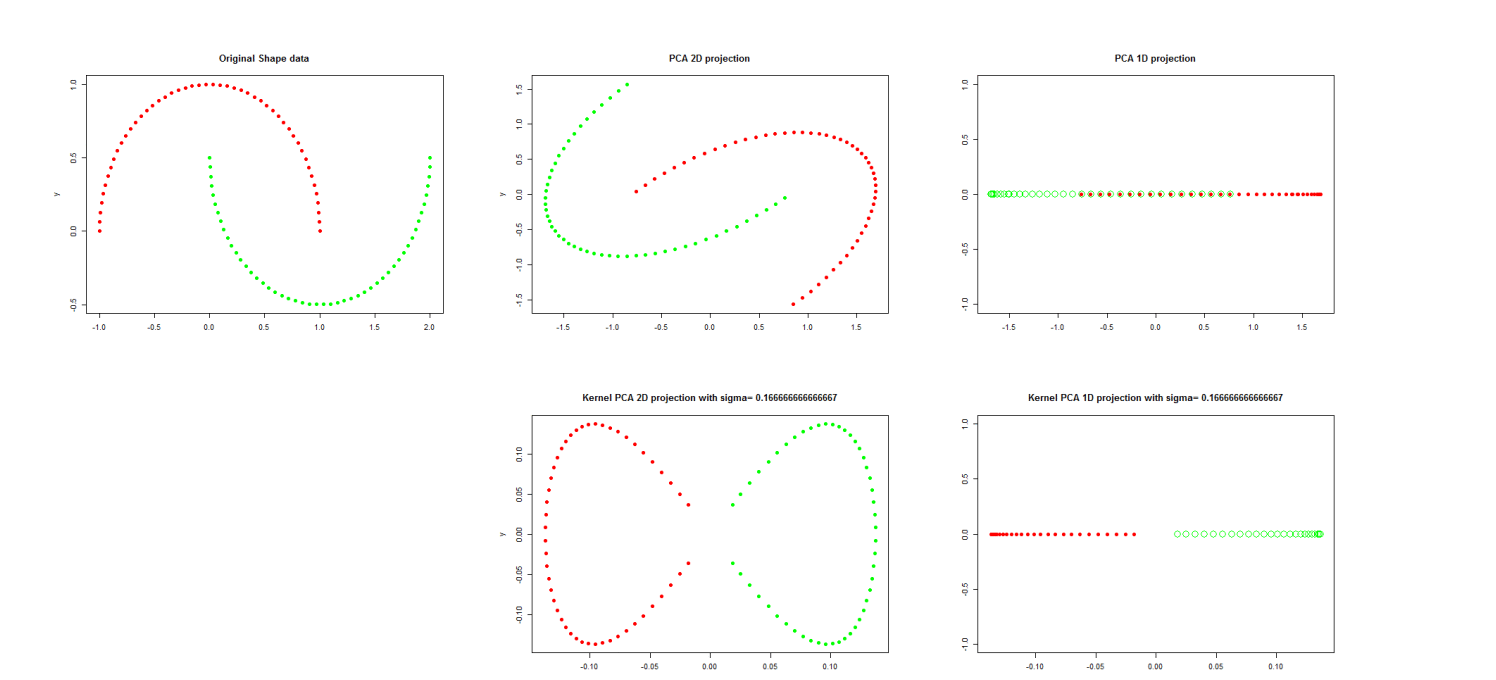 Original Shape data
PCA 2D projection
PCA 1D projection
y
1.0
0.5
0.0
-0.5
-1.0 -0.5 0.0 0.5 1.0 1.5 2.0
y
1.5
1.0
0.5
0.0
-0.5
-1.0
-1.5
-1.5 -1.0 -0.5 0.0 0.5 1.0 1.5
1.0
0.5
0.0
-0.5
-1.0
-1.5 -1.0 -0.5 0.0 0.5 1.0 1.5
Kernel PCA 2D projection with sigma= 0.166666666666667
Kernel PCA 1D projection with sigma= 0.166666666666667
y
0.10
0.05
0.00
-0.05
-0.10
-0.10 -0.05 0.00 0.05 0.10
1.0
0.5
0.0
-0.5
-1.0
-0.10 -0.05 0.00 0.05 0.10